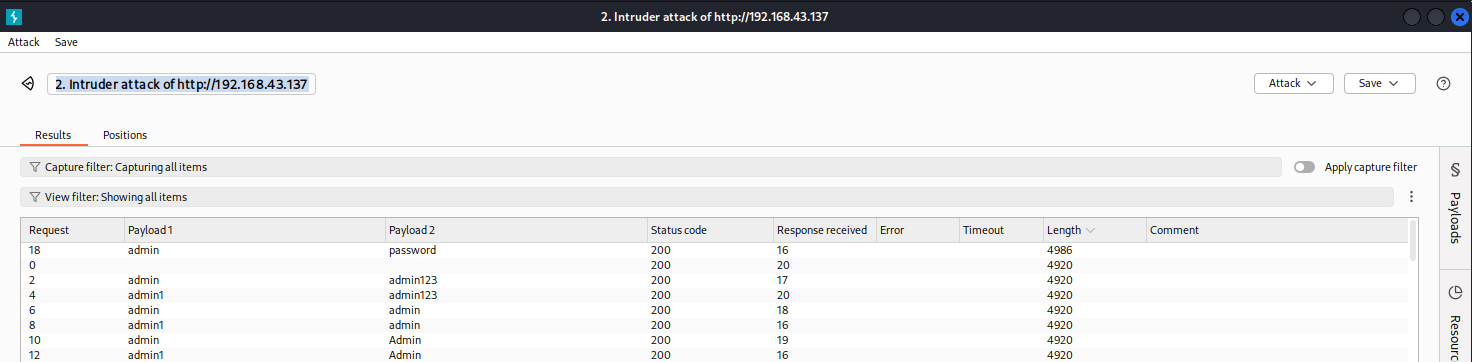 2. Intruder attack of http://192.168.43.137
Attack Save
2. Intruder attack of http://192.168.43.137 Attack Save
Results Positions
Capture filter: Capturing all items Apply capture filter
View filter: Showing all items
Request Payload 1 Payload 2 Status code Response received Error Timeout Length Comment
18 admin password 200 16 4986
0 200 20 4920
2 admin admin123 200 17 4920
4 admin1 admin123 200 20 4920
6 admin admin 200 18 4920
8 admin1 admin 200 16 4920
10 admin Admin 200 19 4920
12 admin1 Admin 200 16 4920
Payloads